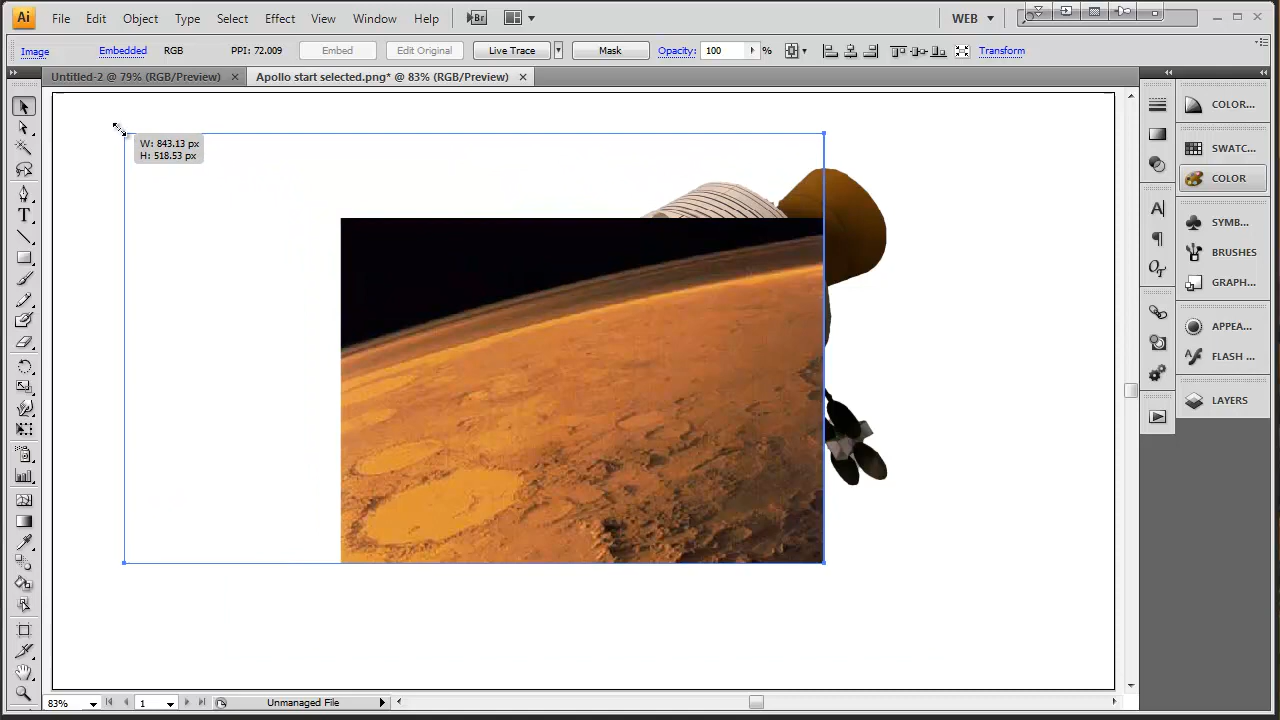 Ai File Edit Object Type Select Effect View Window Help Br WEB
Image Embedded RGB PPI: 72.009 Embed Edit Original Live Trace Mask Opacity: 100 % Transform
Untitled-2 @ 79% (RGB/Preview) Apollo start selected.png* @ 83% (RGB/Preview)
W: 843.13 px
H: 518.53 px
COLOR...
SWATC...
COLOR
SYMB...
BRUSHES
GRAPH...
APPEA...
FLASH ...
LAYERS
83% 1 Unmanaged File